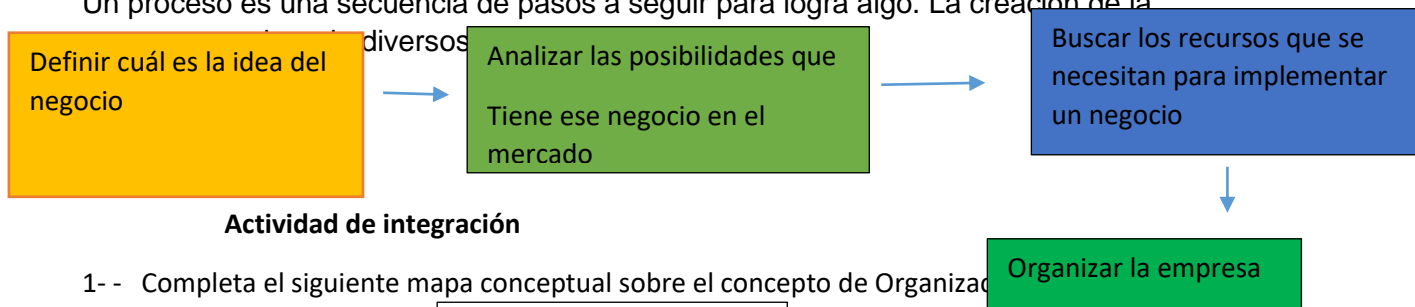 Un proceso es una secuencia de pasos a seguir para logra algo. La creación de la
diversos
Definir cuál es la idea del
negocio
Analizar las posibilidades que
Tiene ese negocio en el
mercado
Buscar los recursos que se
necesitan para implementar
un negocio
Actividad de integración
1- - Completa el siguiente mapa conceptual sobre el concepto de
Organizar la empresa